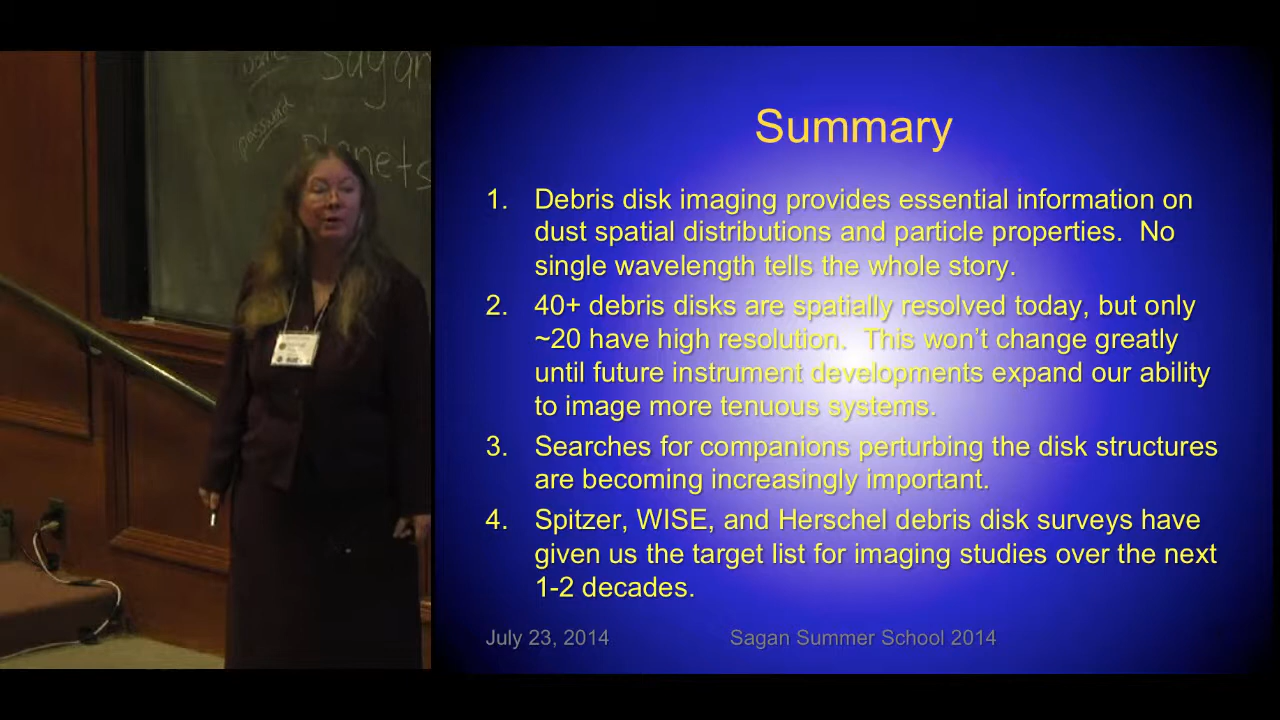 Name
Sagan
password
Planets
Summary
1. Debris disk imaging provides essential information on
dust spatial distributions and particle properties. No
single wavelength tells the whole story.
2. 40+ debris disks are spatially resolved today, but only
~20 have high resolution. This won't change greatly
until future instrument developments expand our ability
to image more tenuous systems.
3. Searches for companions perturbing the disk structures
are becoming increasingly important.
4. Spitzer, WISE, and Herschel debris disk surveys have
given us the target list for imaging studies over the next
1-2 decades.
July 23, 2014 Sagan Summer School 2014